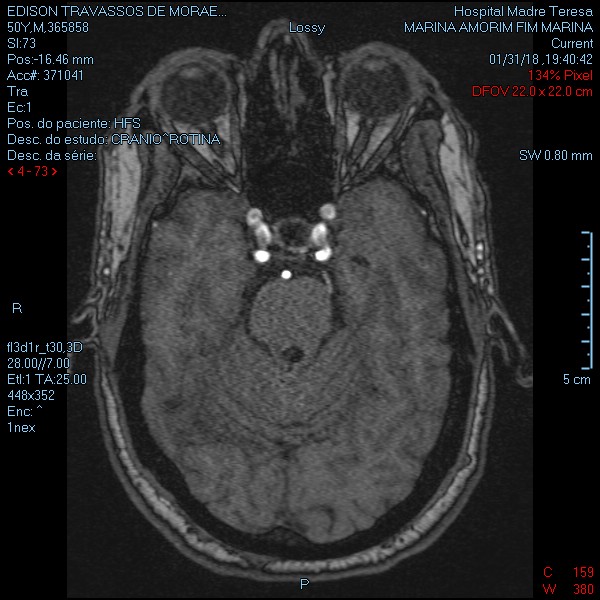 EDISON TRAVASSOS DE MORAE...
50Y,M,365858
Sl:73
Pos:-16.46 mm
Acc#: 371041
Tra
Ec:1
Pos. do paciente: HFS
Desc. do estudo: CRANIO^ROTINA
Desc. da série:
< 4 - 73 >
Lossy
Hospital Madre Teresa
MARINA AMORIM FIM MARINA
Current
01/31/18 ,19:40:42
134% Pixel
DFOV 22.0 x 22.0 cm
SW 0.80 mm
R
fl3d1r_t30,3D
28.00//7.00
Etl:1 TA:25.00
448x352
Enc: ^
1nex
5 cm
P
C 159
W 380